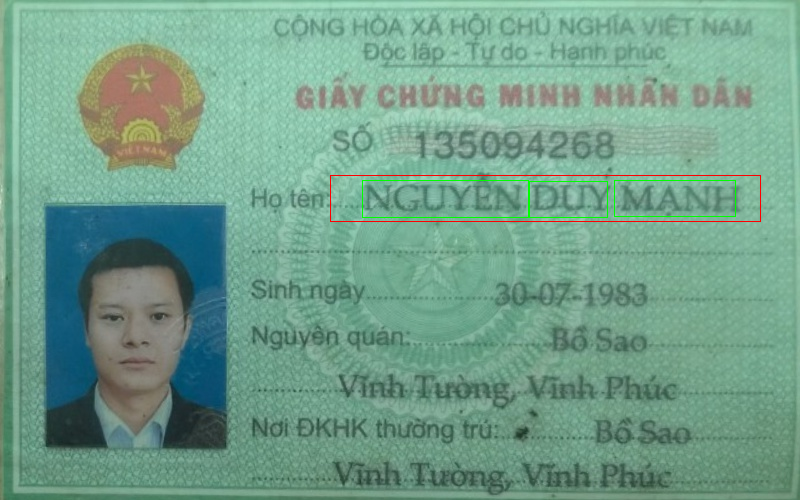 CỘNG HÒA XÃ HỘI CHỦ NGHĨA VIỆT NAM
Độc lập - Tự do - Hạnh phúc
GIẤY CHỨNG MINH NHÂN DÂN
SỐ 135094268
VIỆT NAM
Họ tên: NGUYỄN DUY MẠNH
Sinh ngày 30-07-1983
Nguyên quán: Bồ Sao
Vĩnh Tường, Vĩnh Phúc
Nơi ĐKHK thường trú: Bồ Sao
Vĩnh Tường, Vĩnh Phúc